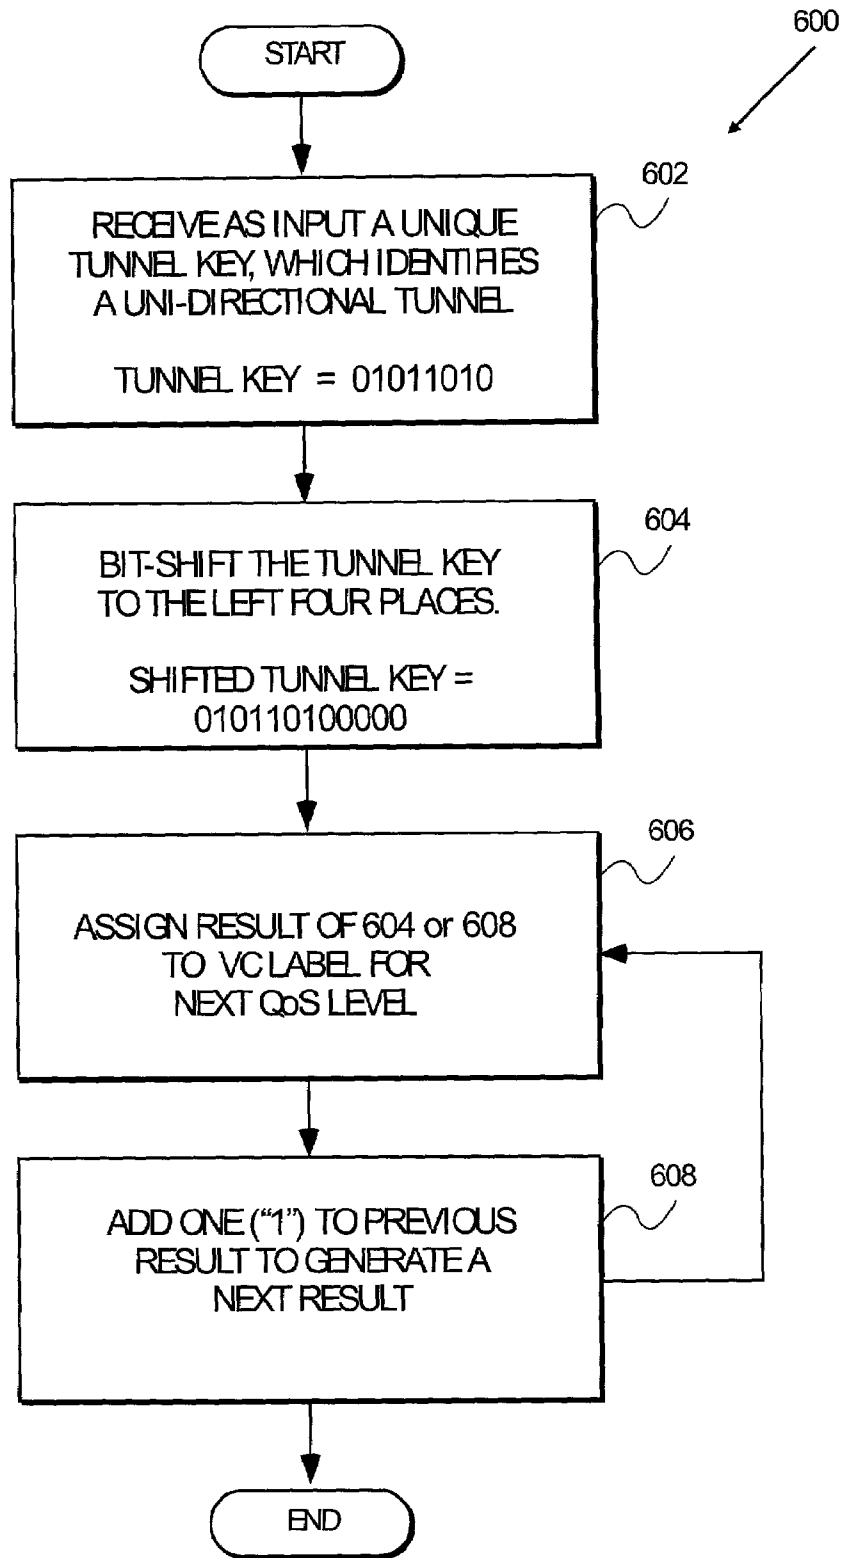 600
START
602
RECEIVE AS INPUT A UNIQUE
TUNNEL KEY, WHICH IDENTIFIES
A UNI-DIRECTIONAL TUNNEL
TUNNEL KEY = 01011010
604
BIT-SHIFT THE TUNNEL KEY
TO THE LEFT FOUR PLACES.
SHIFTED TUNNEL KEY =
010110100000
606
ASSIGN RESULT OF 604 or 608
TO VC LABEL FOR
NEXT QoS LEVEL
608
ADD ONE (“1”) TO PREVIOUS
RESULT TO GENERATE A
NEXT RESULT
END